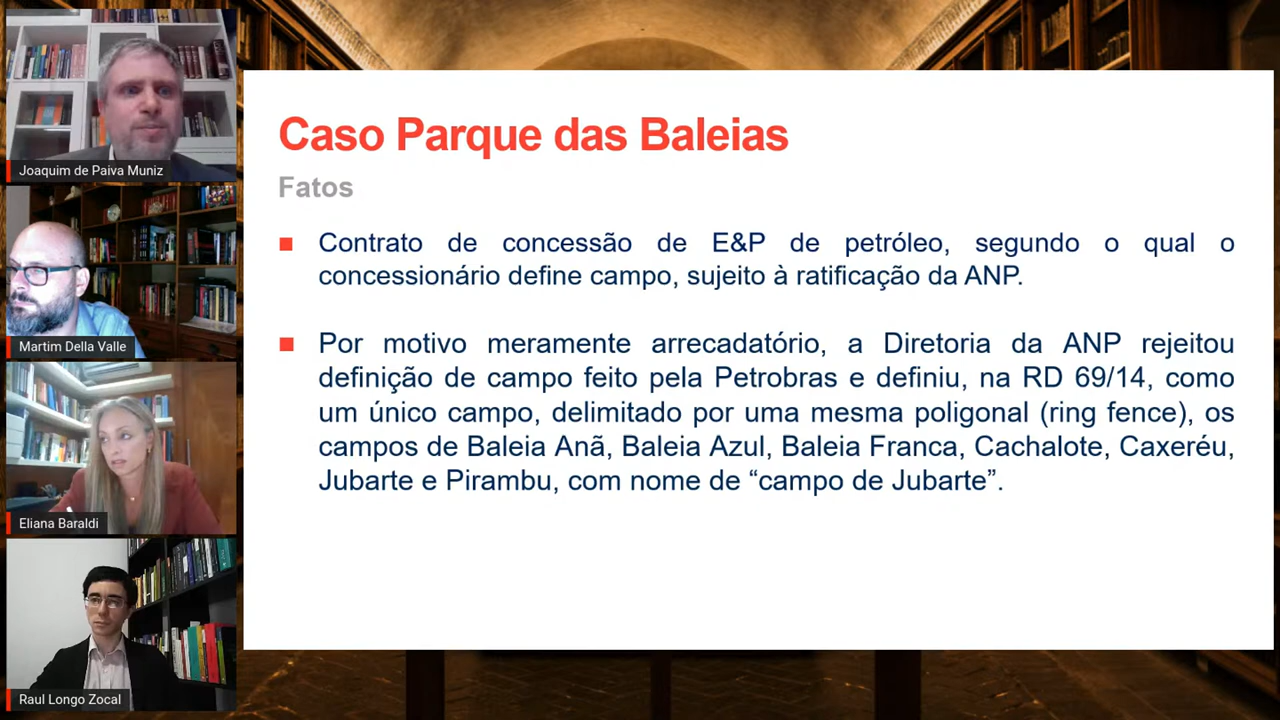 Joaquim de Paiva Muniz
Martim Della Valle
Eliana Baraldi
Raul Longo Zocal
Caso Parque das Baleias
Fatos
Contrato de concessão de E&P de petróleo, segundo o qual o
concessionário define campo, sujeito à ratificação da ANP.
Por motivo meramente arrecadatório, a Diretoria da ANP rejeitou
definição de campo feito pela Petrobras e definiu, na RD 69/14, como
um único campo, delimitado por uma mesma poligonal (ring fence), os
campos de Baleia Anã, Baleia Azul, Baleia Franca, Cachalote, Caxeréu,
Jubarte e Pirambu, com nome de “campo de Jubarte”.